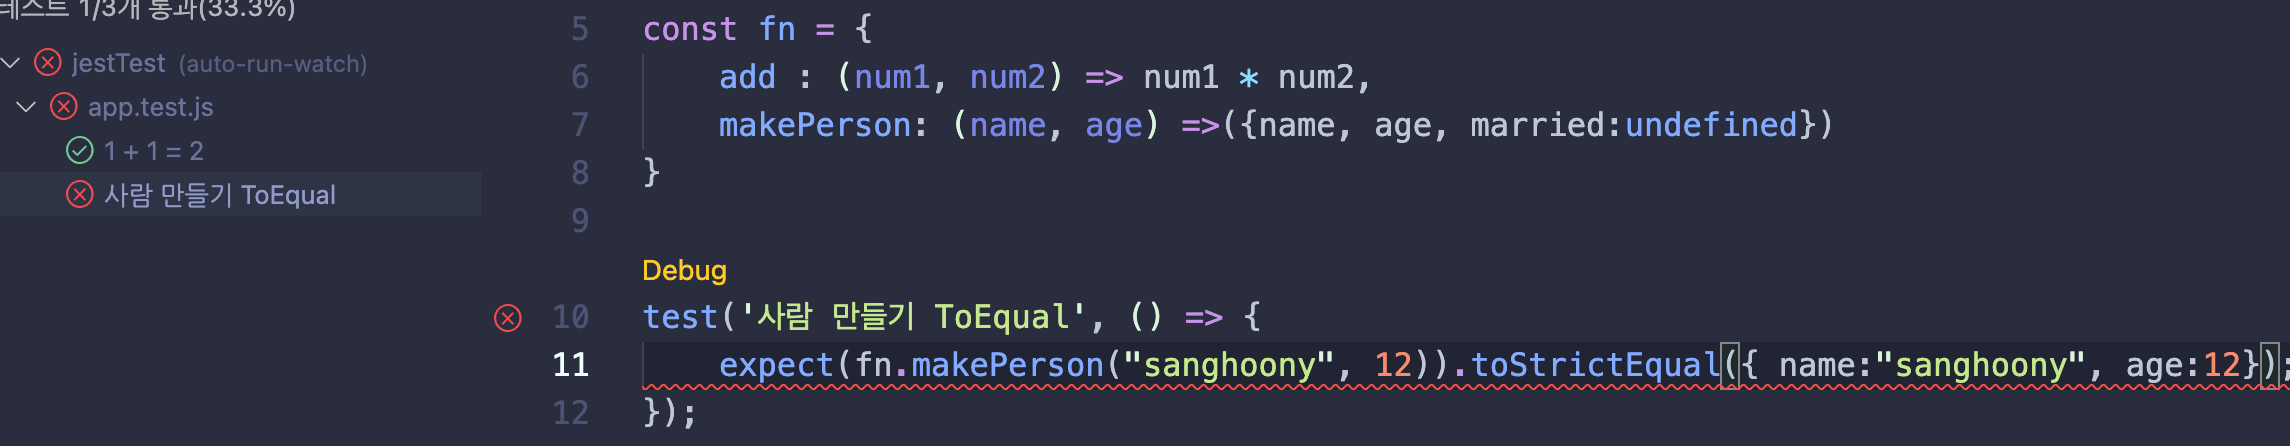 테스트 1/3개 통과(33.3%)
jestTest (auto-run-watch)
app.test.js
1 + 1 = 2
사람 만들기 ToEqual
5 const fn = {
6 add : (num1, num2) => num1 * num2,
7 makePerson: (name, age) =>({name, age, married:undefined})
8 }
9
Debug
10 test('사람 만들기 ToEqual', () => {
11 expect(fn.makePerson("sanghoony", 12)).toStrictEqual({ name:"sanghoony", age:12});
12 });